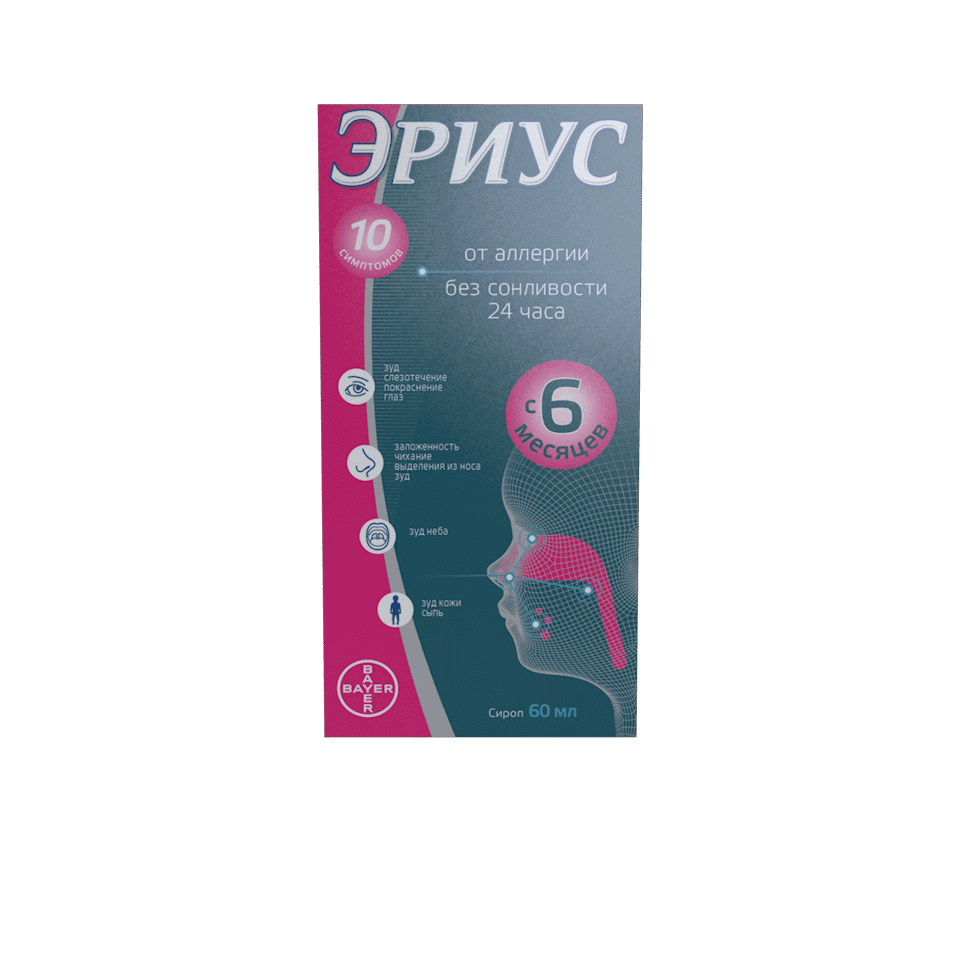 ЭРИУС
10
СИМПТОМОВ
от аллергии
без сонливости
24 часа
зуд
слезотечение
покраснение
глаз
с 6
месяцев
заложенность
чихание
выделения из носа
зуд
зуд неба
зуд кожи
сыпь
BAYER
BAYER
Сироп 60 мл